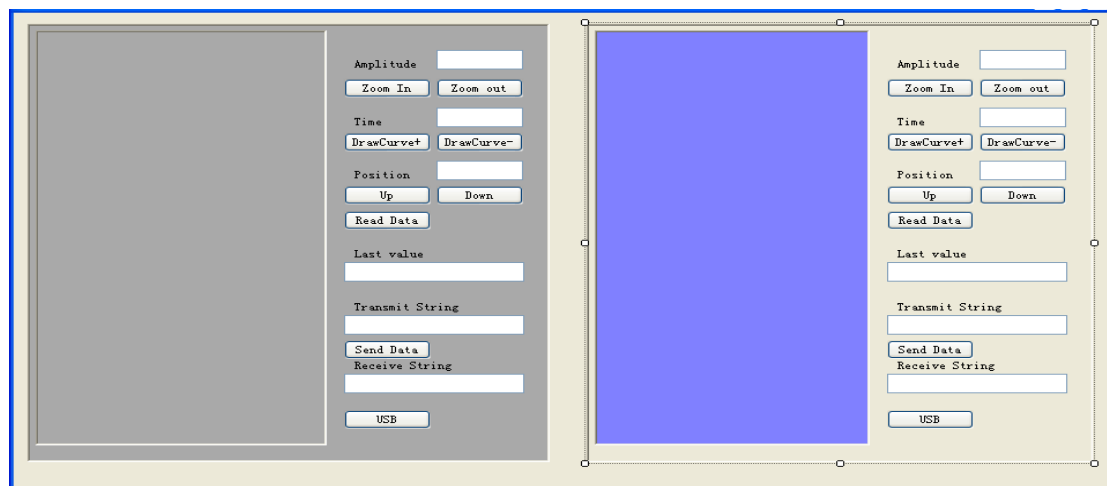 Amplitude
Zoom In Zoom out
Time
DrawCurve+ DrawCurve-
Position
Up Down
Read Data
Last value
Transmit String
Send Data
Receive String
USB
Amplitude
Zoom In Zoom out
Time
DrawCurve+ DrawCurve-
Position
Up Down
Read Data
Last value
Transmit String
Send Data
Receive String
USB